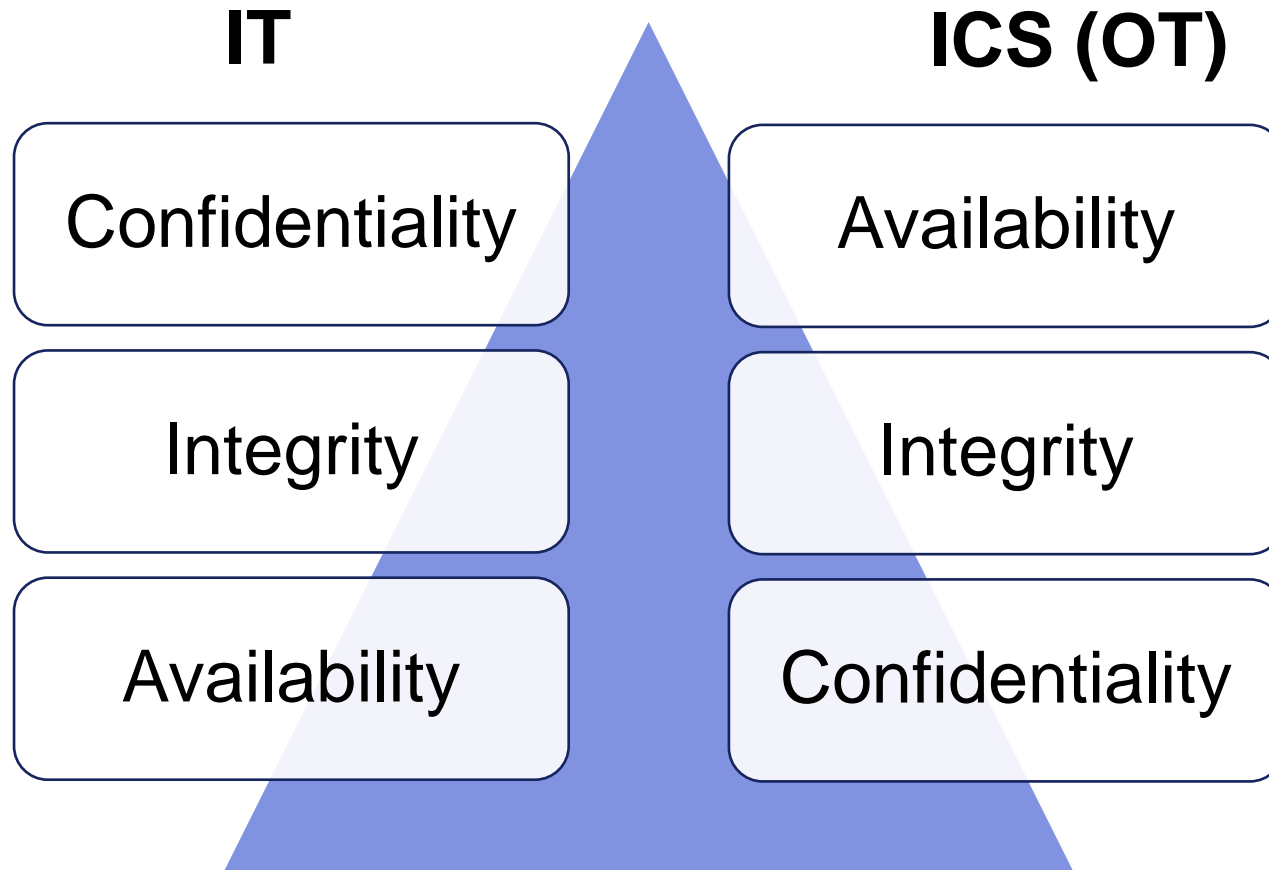 IT
Confidentiality
Integrity
Availability
ICS (OT)
Availability
Integrity
Confidentiality